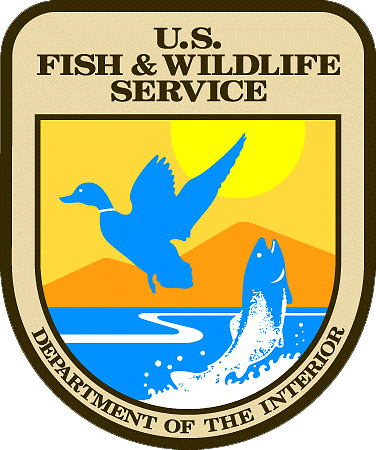 U.S.
FISH & WILDLIFE
SERVICE
DEPARTMENT OF THE INTERIOR